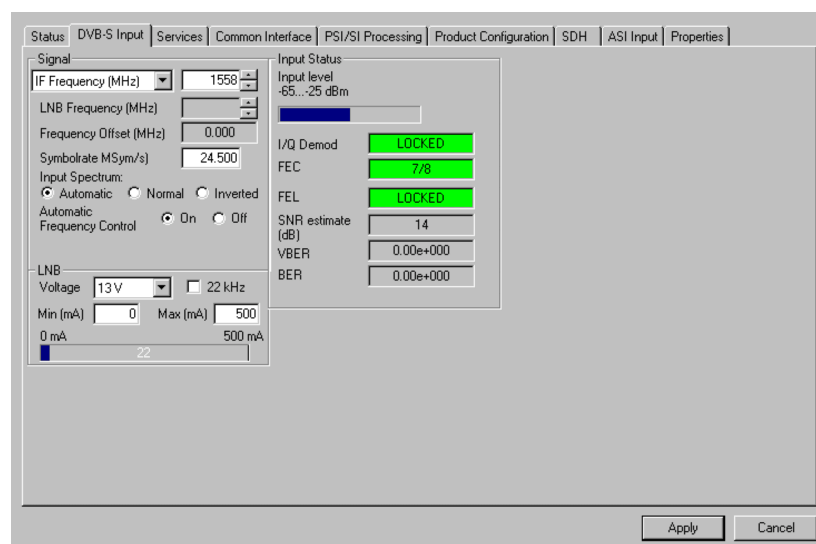 Status DVB-S Input Services Common Interface PSI/SI Processing Product Configuration SDH ASI Input Properties
Signal
IF Frequency (MHz) 1558
LNB Frequency (MHz)
Frequency Offset (MHz) 0.000
Symbolrate MSym/s) 24.500
Input Spectrum:
Automatic Normal Inverted
Automatic
Frequency Control On Off
LNB
Voltage 13 V 22 kHz
Min (mA) 0 Max (mA) 500
0 mA 500 mA
22
Input Status
Input level
-65...-25 dBm
I/Q Demod LOCKED
FEC 7/8
FEL LOCKED
SNR estimate
(dB) 14
VBER 0.00e+000
BER 0.00e+000
Apply Cancel